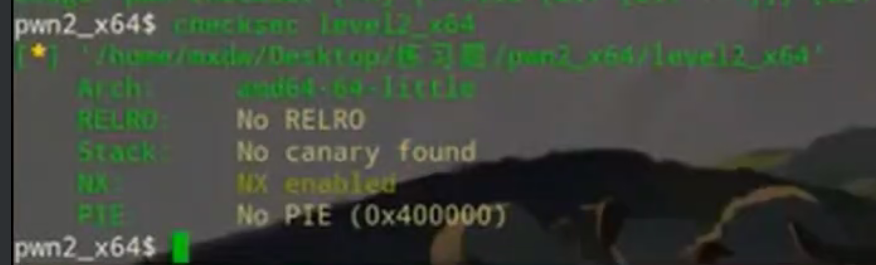 pwn2_x64$ checksec level2_x64
[*] '/home/mxdw/Desktop/练习题/pwn2_x64/level2_x64'
Arch: amd64-64-little
RELRO: No RELRO
Stack: No canary found
NX: NX enabled
PIE: No PIE (0x400000)
pwn2_x64$